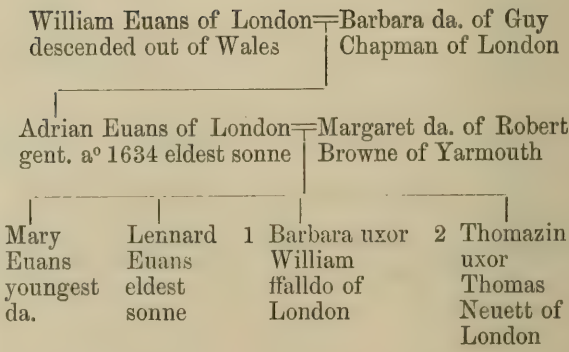 William Euans of London Barbara da. of Guy
descended out of Wales Chapman of London
Adrian Euans of London Margaret da. of Robert
gent. aº 1634 eldest sonne Browne of Yarmouth
Mary
Euans
youngest
da.
Lennard
Euans
eldest
sonne
1 Barbara uxor
William
ffalldo of
London
2 Thomazin
uxor
Thomas
Neuett of
London